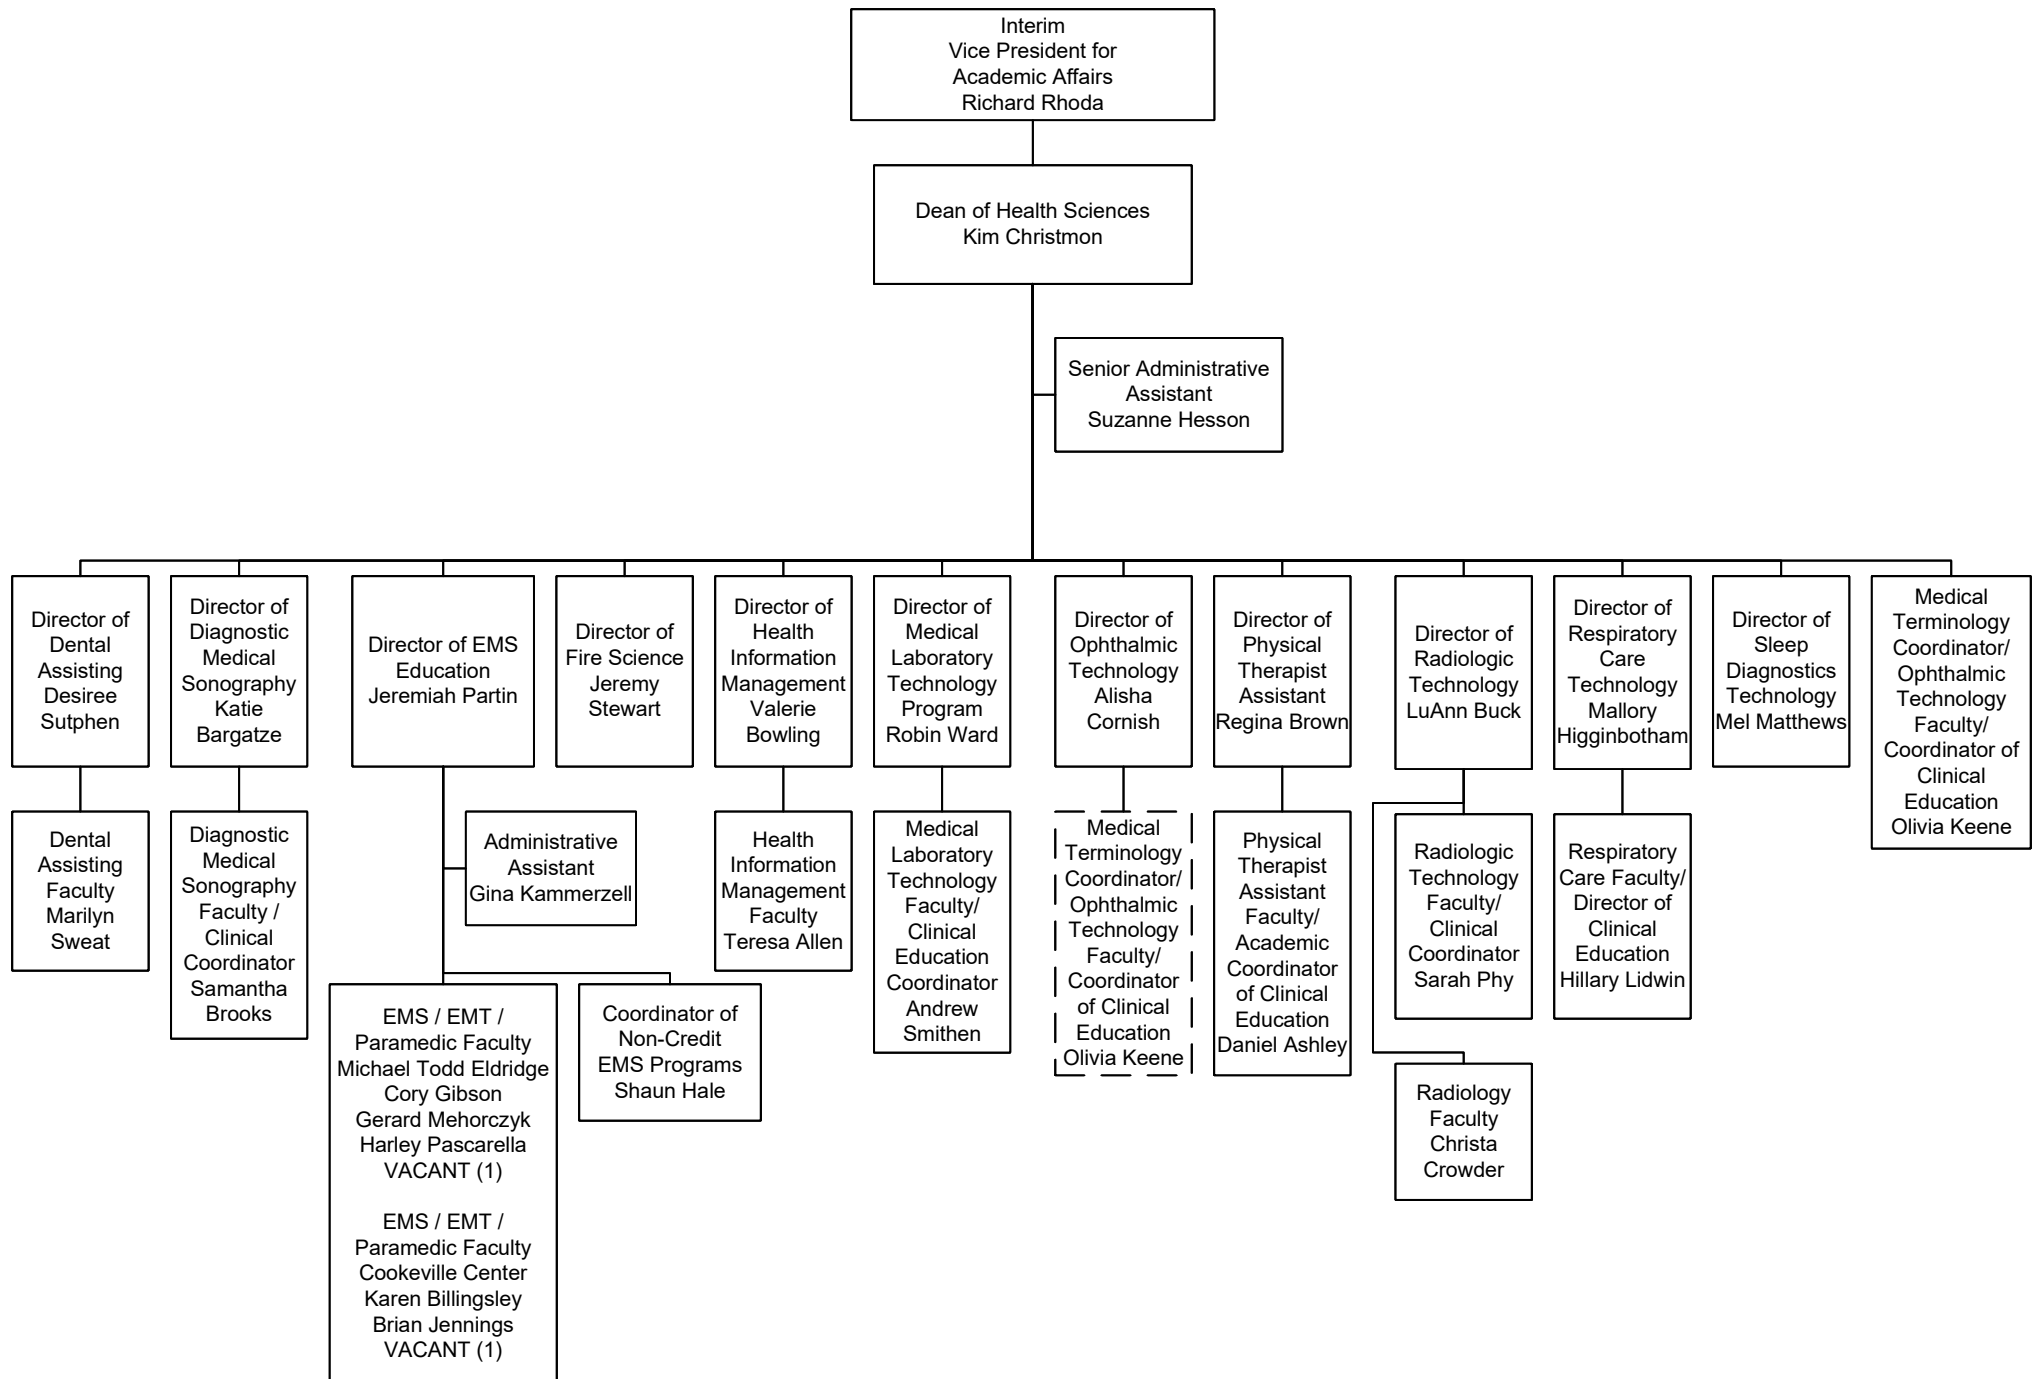 Interim
Vice President for
Academic Affairs
Richard Rhoda
Dean of Health Sciences
Kim Christmon
Senior Administrative
Assistant
Suzanne Hesson
Director of
Dental
Assisting
Desiree
Sutphen
Director of
Diagnostic
Medical
Sonography
Katie
Bargatze
Director of EMS
Education
Jeremiah Partin
Director of
Fire Science
Jeremy
Stewart
Director of
Health
Information
Management
Valerie
Bowling
Director of
Medical
Laboratory
Technology
Program
Robin Ward
Director of
Ophthalmic
Technology
Alisha
Cornish
Director of
Physical
Therapist
Assistant
Regina Brown
Director of
Radiologic
Technology
LuAnn Buck
Director of
Respiratory
Care
Technology
Mallory
Higginbotham
Director of
Sleep
Diagnostics
Technology
Mel Matthews
Medical
Terminology
Coordinator/
Ophthalmic
Technology
Faculty/
Coordinator of
Clinical
Education
Olivia Keene
Dental
Assisting
Faculty
Marilyn
Sweat
Diagnostic
Medical
Sonography
Faculty /
Clinical
Coordinator
Samantha
Brooks
Administrative
Assistant
Gina Kammerzell
Health
Information
Management
Faculty
Teresa Allen
Medical
Laboratory
Technology
Faculty/
Clinical
Education
Coordinator
Andrew
Smithen
Medical
Terminology
Coordinator/
Ophthalmic
Technology
Faculty/
Coordinator
of Clinical
Education
Olivia Keene
Physical
Therapist
Assistant
Faculty/
Academic
Coordinator
of Clinical
Education
Daniel Ashley
Radiologic
Technology
Faculty/
Clinical
Coordinator
Sarah Phy
Respiratory
Care Faculty/
Director of
Clinical
Education
Hillary Lidwin
EMS / EMT /
Paramedic Faculty
Michael Todd Eldridge
Cory Gibson
Gerard Mehorczyk
Harley Pascarella
VACANT (1)
EMS / EMT /
Paramedic Faculty
Cookeville Center
Karen Billingsley
Brian Jennings
VACANT (1)
Coordinator of
Non-Credit
EMS Programs
Shaun Hale
Radiology
Faculty
Christa
Crowder